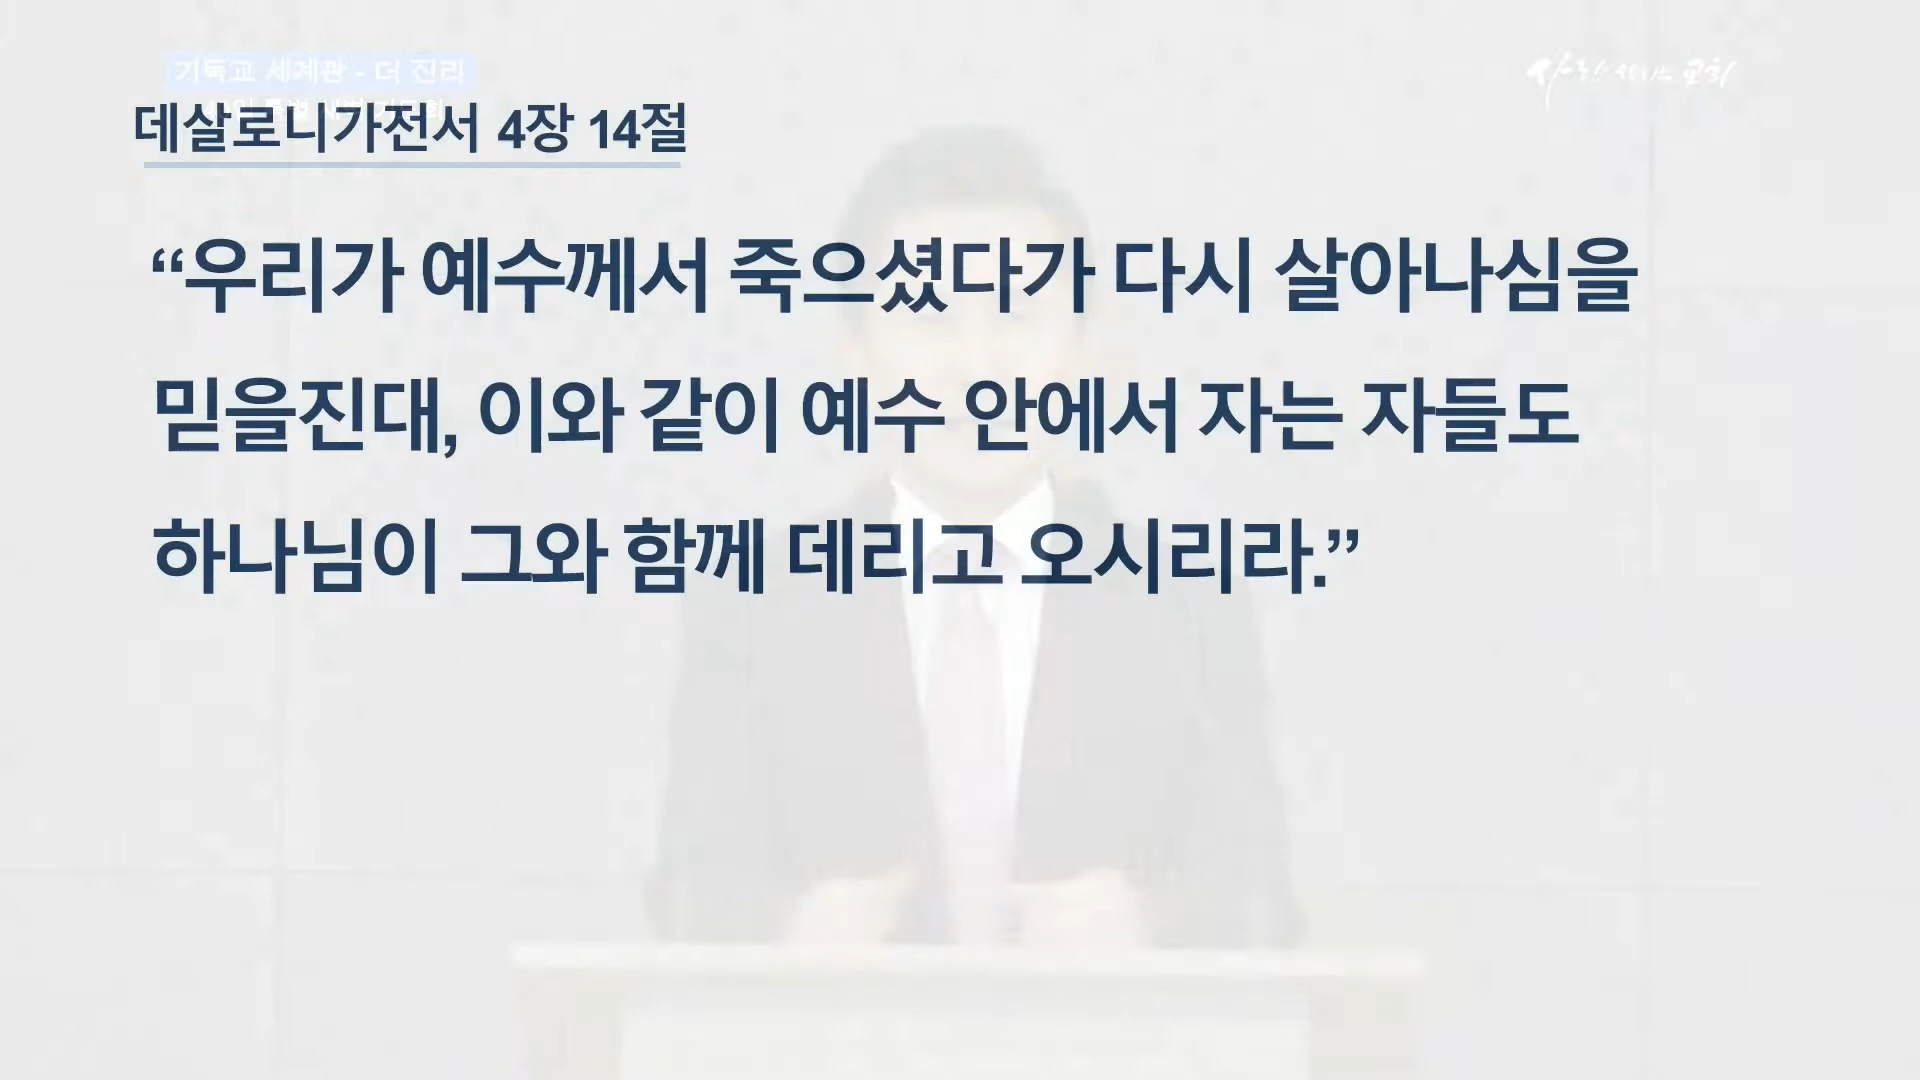 기독교 세계관 - 더 진리
데살로니가전서 4장 14절
“우리가 예수께서 죽으셨다가 다시 살아나심을
믿을진대, 이와 같이 예수 안에서 자는 자들도
하나님이 그와 함께 데리고 오시리라.”